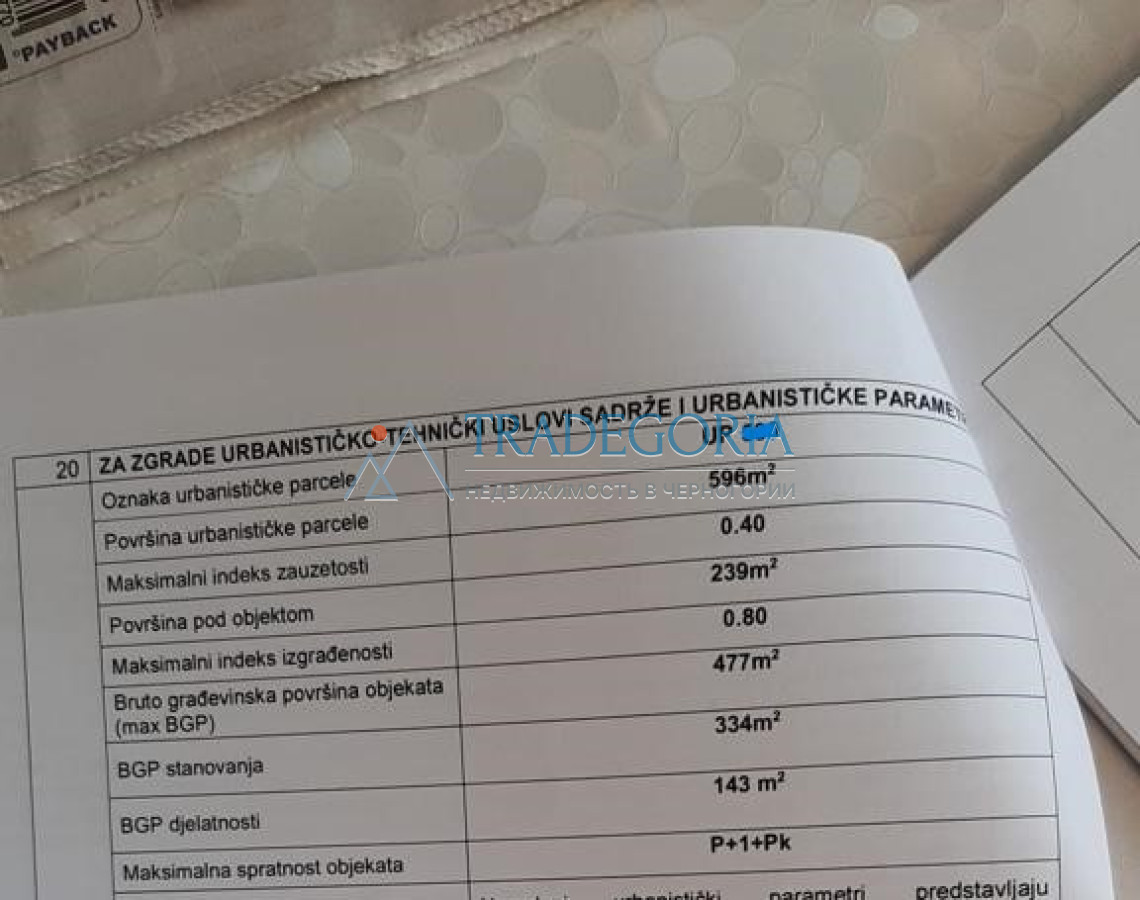 °PAYBACK
20 ZA ZGRADE URBANISTIČKO-TEHNIČKI USLOVI SADRŽE I URBANISTIČKE PARAMET
Oznaka urbanističke parcele UP
Površina urbanističke parcele 596m²
Maksimalni indeks zauzetosti 0.40
Površina pod objektom 239m²
Maksimalni indeks izgrađenosti 0.80
Bruto građevinska površina objekata 477m²
(max BGP)
BGP stanovanja 334m²
BGP djelatnosti 143 m²
Maksimalna spratnost objekata P+1+Pk
urbanistički parametri predstavljaju
TRADEGORIA
НЕДВИЖИМОСТЬ В ЧЕРНОГОРИИ